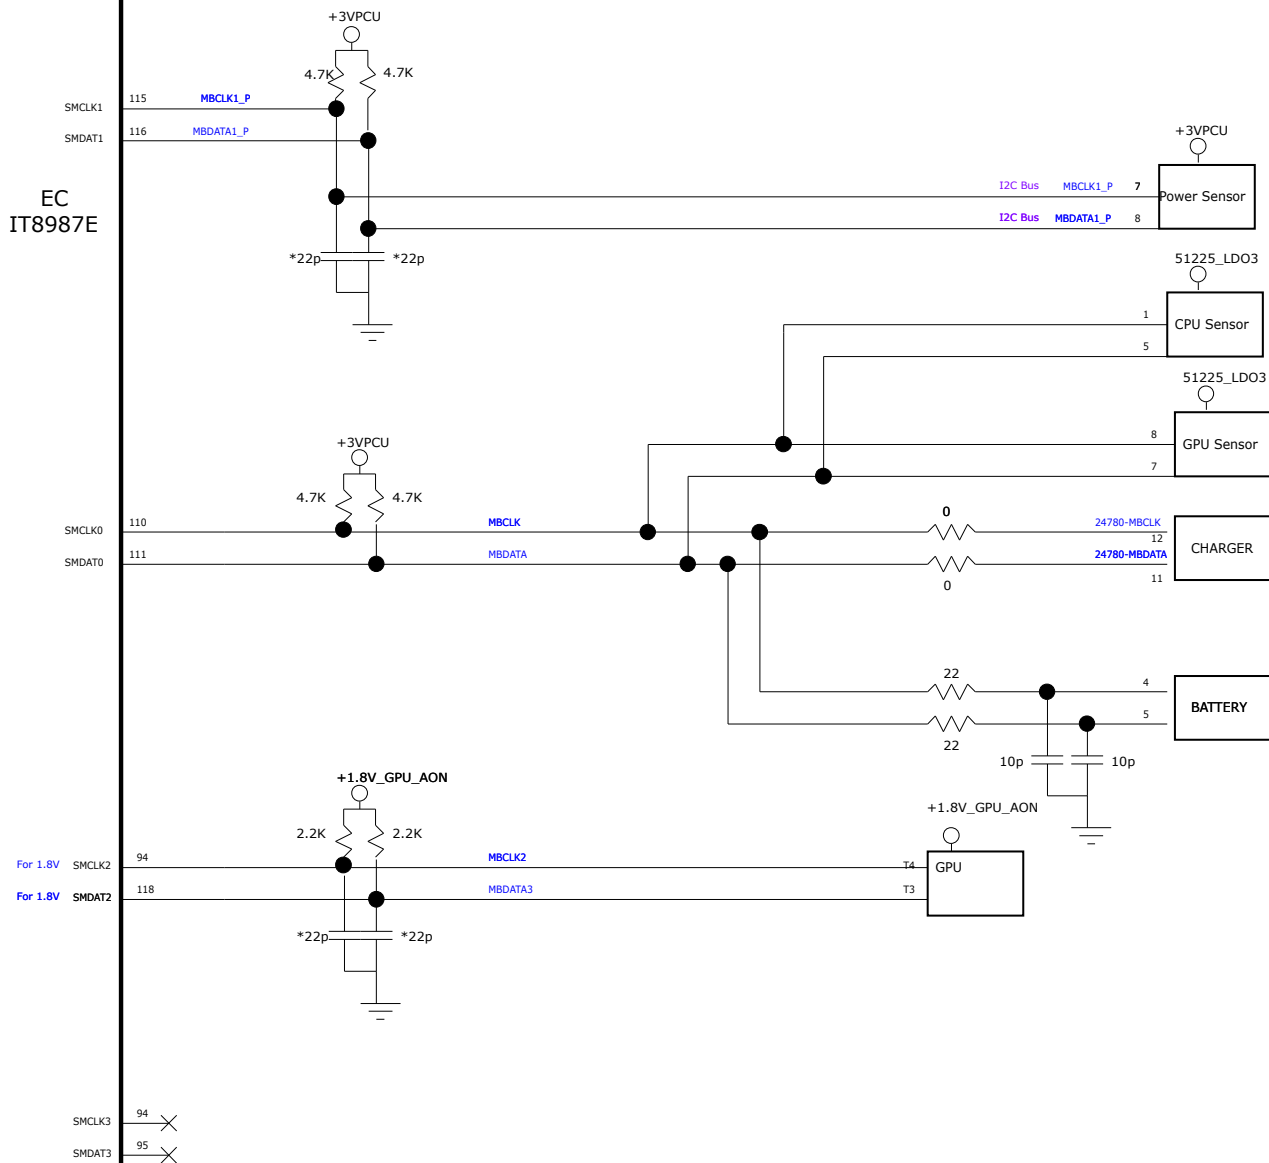 +3VPCU
4.7K 4.7K
SMCLK1 115 MBCLK1_P
SMDAT1 116 MBDATA1_P
+3VPCU
I2C Bus MBCLK1_P 7 Power Sensor
I2C Bus MBDATA1_P 8
EC
IT8987E
*22p *22p
51225_LDO3
1
CPU Sensor
5
51225_LDO3
8
GPU Sensor
7
+3VPCU
4.7K 4.7K
SMCLK0 110 MBCLK 0 24780-MBCLK
12
CHARGER
SMDAT0 111 MBDATA 0 24780-MBDATA
11
22 4
BATTERY
5
22
10p 10p
+1.8V_GPU_AON
2.2K 2.2K
+1.8V_GPU_AON
For 1.8V SMCLK2 94 MBCLK2 T4 GPU
For 1.8V SMDAT2 118 MBDATA3 T3
*22p *22p
SMCLK3 94
SMDAT3 95